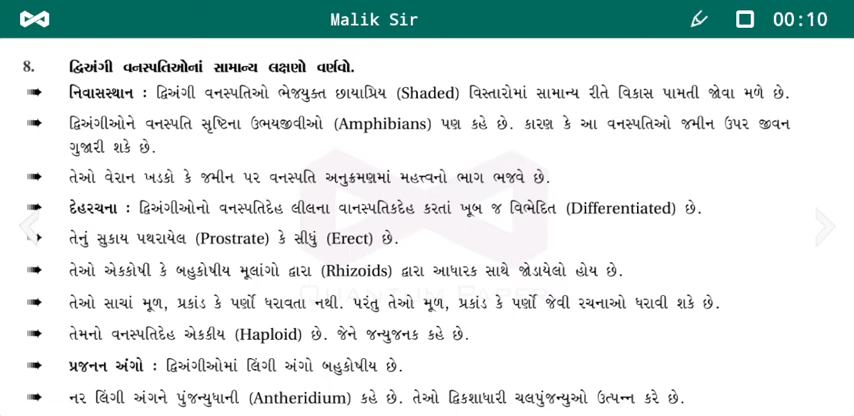 Malik Sir
00:10
8. દ્વિઅંગી વનસ્પતિઓનાં સામાન્ય લક્ષણો વર્ણવો.
➠ નિવાસસ્થાન : દ્વિઅંગી વનસ્પતિઓ ભેજયુક્ત છાયાપ્રિય (Shaded) વિસ્તારોમાં સામાન્ય રીતે વિકાસ પામતી જોવા મળે છે.
➠ દ્વિઅંગીઓને વનસ્પતિ સૃષ્ટિના ઉભયજીવીઓ (Amphibians) પણ કહે છે. કારણ કે આ વનસ્પતિઓ જમીન ઉપર જીવન
ગુજારી શકે છે.
➠ તેઓ વેરાન ખડકો કે જમીન પર વનસ્પતિ અનુક્રમણમાં મહત્ત્વનો ભાગ ભજવે છે.
➠ દેહરચના : દ્વિઅંગીઓનો વનસ્પતિદેહ લીલના વાનસ્પતિકદેહ કરતાં ખૂબ જ વિભેદિત (Differentiated) છે.
➠ તેનું સુકાય પથરાયેલ (Prostrate) કે સીધું (Erect) છે.
➠ તેઓ એકકોષી કે બહુકોષીય મૂલાંગો દ્વારા (Rhizoids) દ્વારા આધારક સાથે જોડાયેલો હોય છે.
➠ તેઓ સાચાં મૂળ, પ્રકાંડ કે પર્ણો ધરાવતા નથી. પરંતુ તેઓ મૂળ, પ્રકાંડ કે પર્ણો જેવી રચનાઓ ધરાવી શકે છે.
QUANTUM PAPER
➠ તેમનો વનસ્પતિદેહ એકકીય (Haploid) છે. જેને જન્યુજનક કહે છે.
➠ પ્રજનન અંગો : દ્વિઅંગીઓમાં લિંગી અંગો બહુકોષીય છે.
➠ નર લિંગી અંગને પુંજન્યુધાની (Antheridium) કહે છે. તેઓ દ્વિકશાધારી ચલપુંજન્યુઓ ઉત્પન્ન કરે છે.